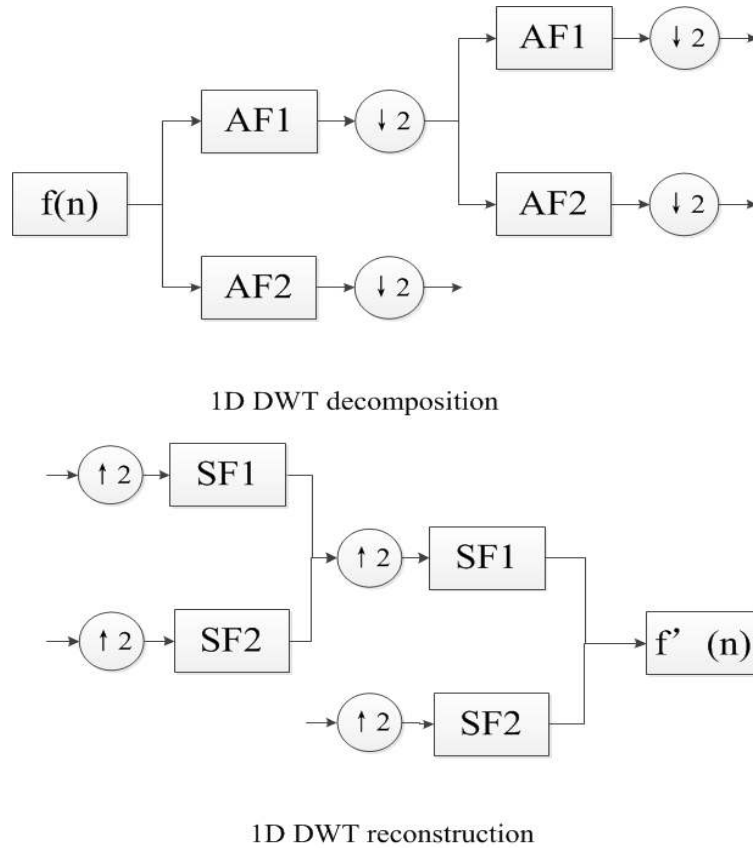 AF1
↓ 2
AF1
↓ 2
f(n)
AF2
↓ 2
AF2
↓ 2
1D DWT decomposition
↑ 2
SF1
↑ 2
SF1
↑ 2
SF2
f’ (n)
↑ 2
SF2
1D DWT reconstruction